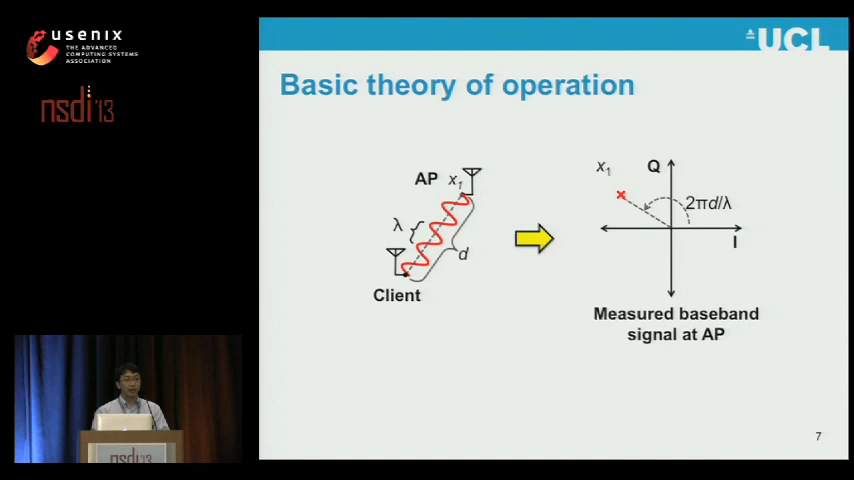 usenix
THE ADVANCED
COMPUTING SYSTEMS
ASSOCIATION
nsdi '13
UCL
Basic theory of operation
AP x1
λ
d
Client
x1
Q
2πd/λ
I
Measured baseband
signal at AP
7
nsdi'13